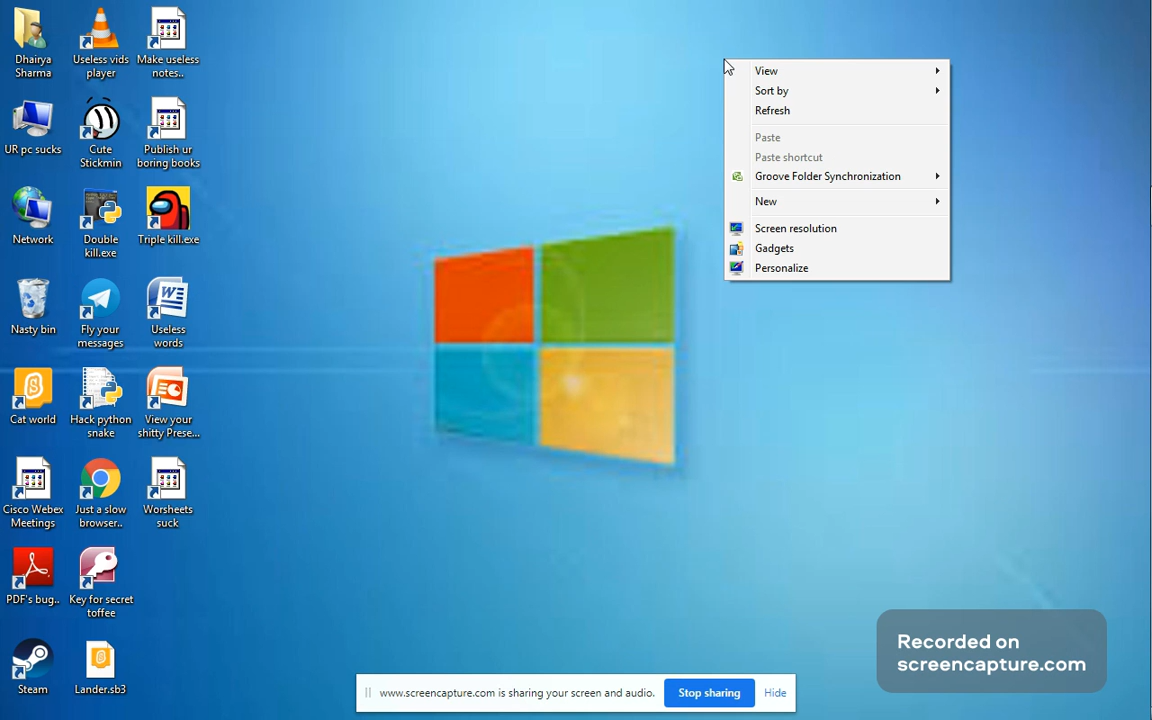 Dhairya
Sharma
Useless vids
player
Make useless
notes..
UR pc sucks
Cute
Stickmin
Publish ur
boring books
Network
Double
kill.exe
Triple kill.exe
Nasty bin
Fly your
messages
Useless
words
Cat world
Hack python
snake
View your
shitty Prese...
Cisco Webex
Meetings
Just a slow
browser..
Worsheets
suck
PDF's bug..
Key for secret
toffee
Steam
Lander.sb3
View
Sort by
Refresh
Paste
Paste shortcut
Groove Folder Synchronization
New
Screen resolution
Gadgets
Personalize
Recorded on
screencapture.com
www.screencapture.com is sharing your screen and audio.
Stop sharing
Hide